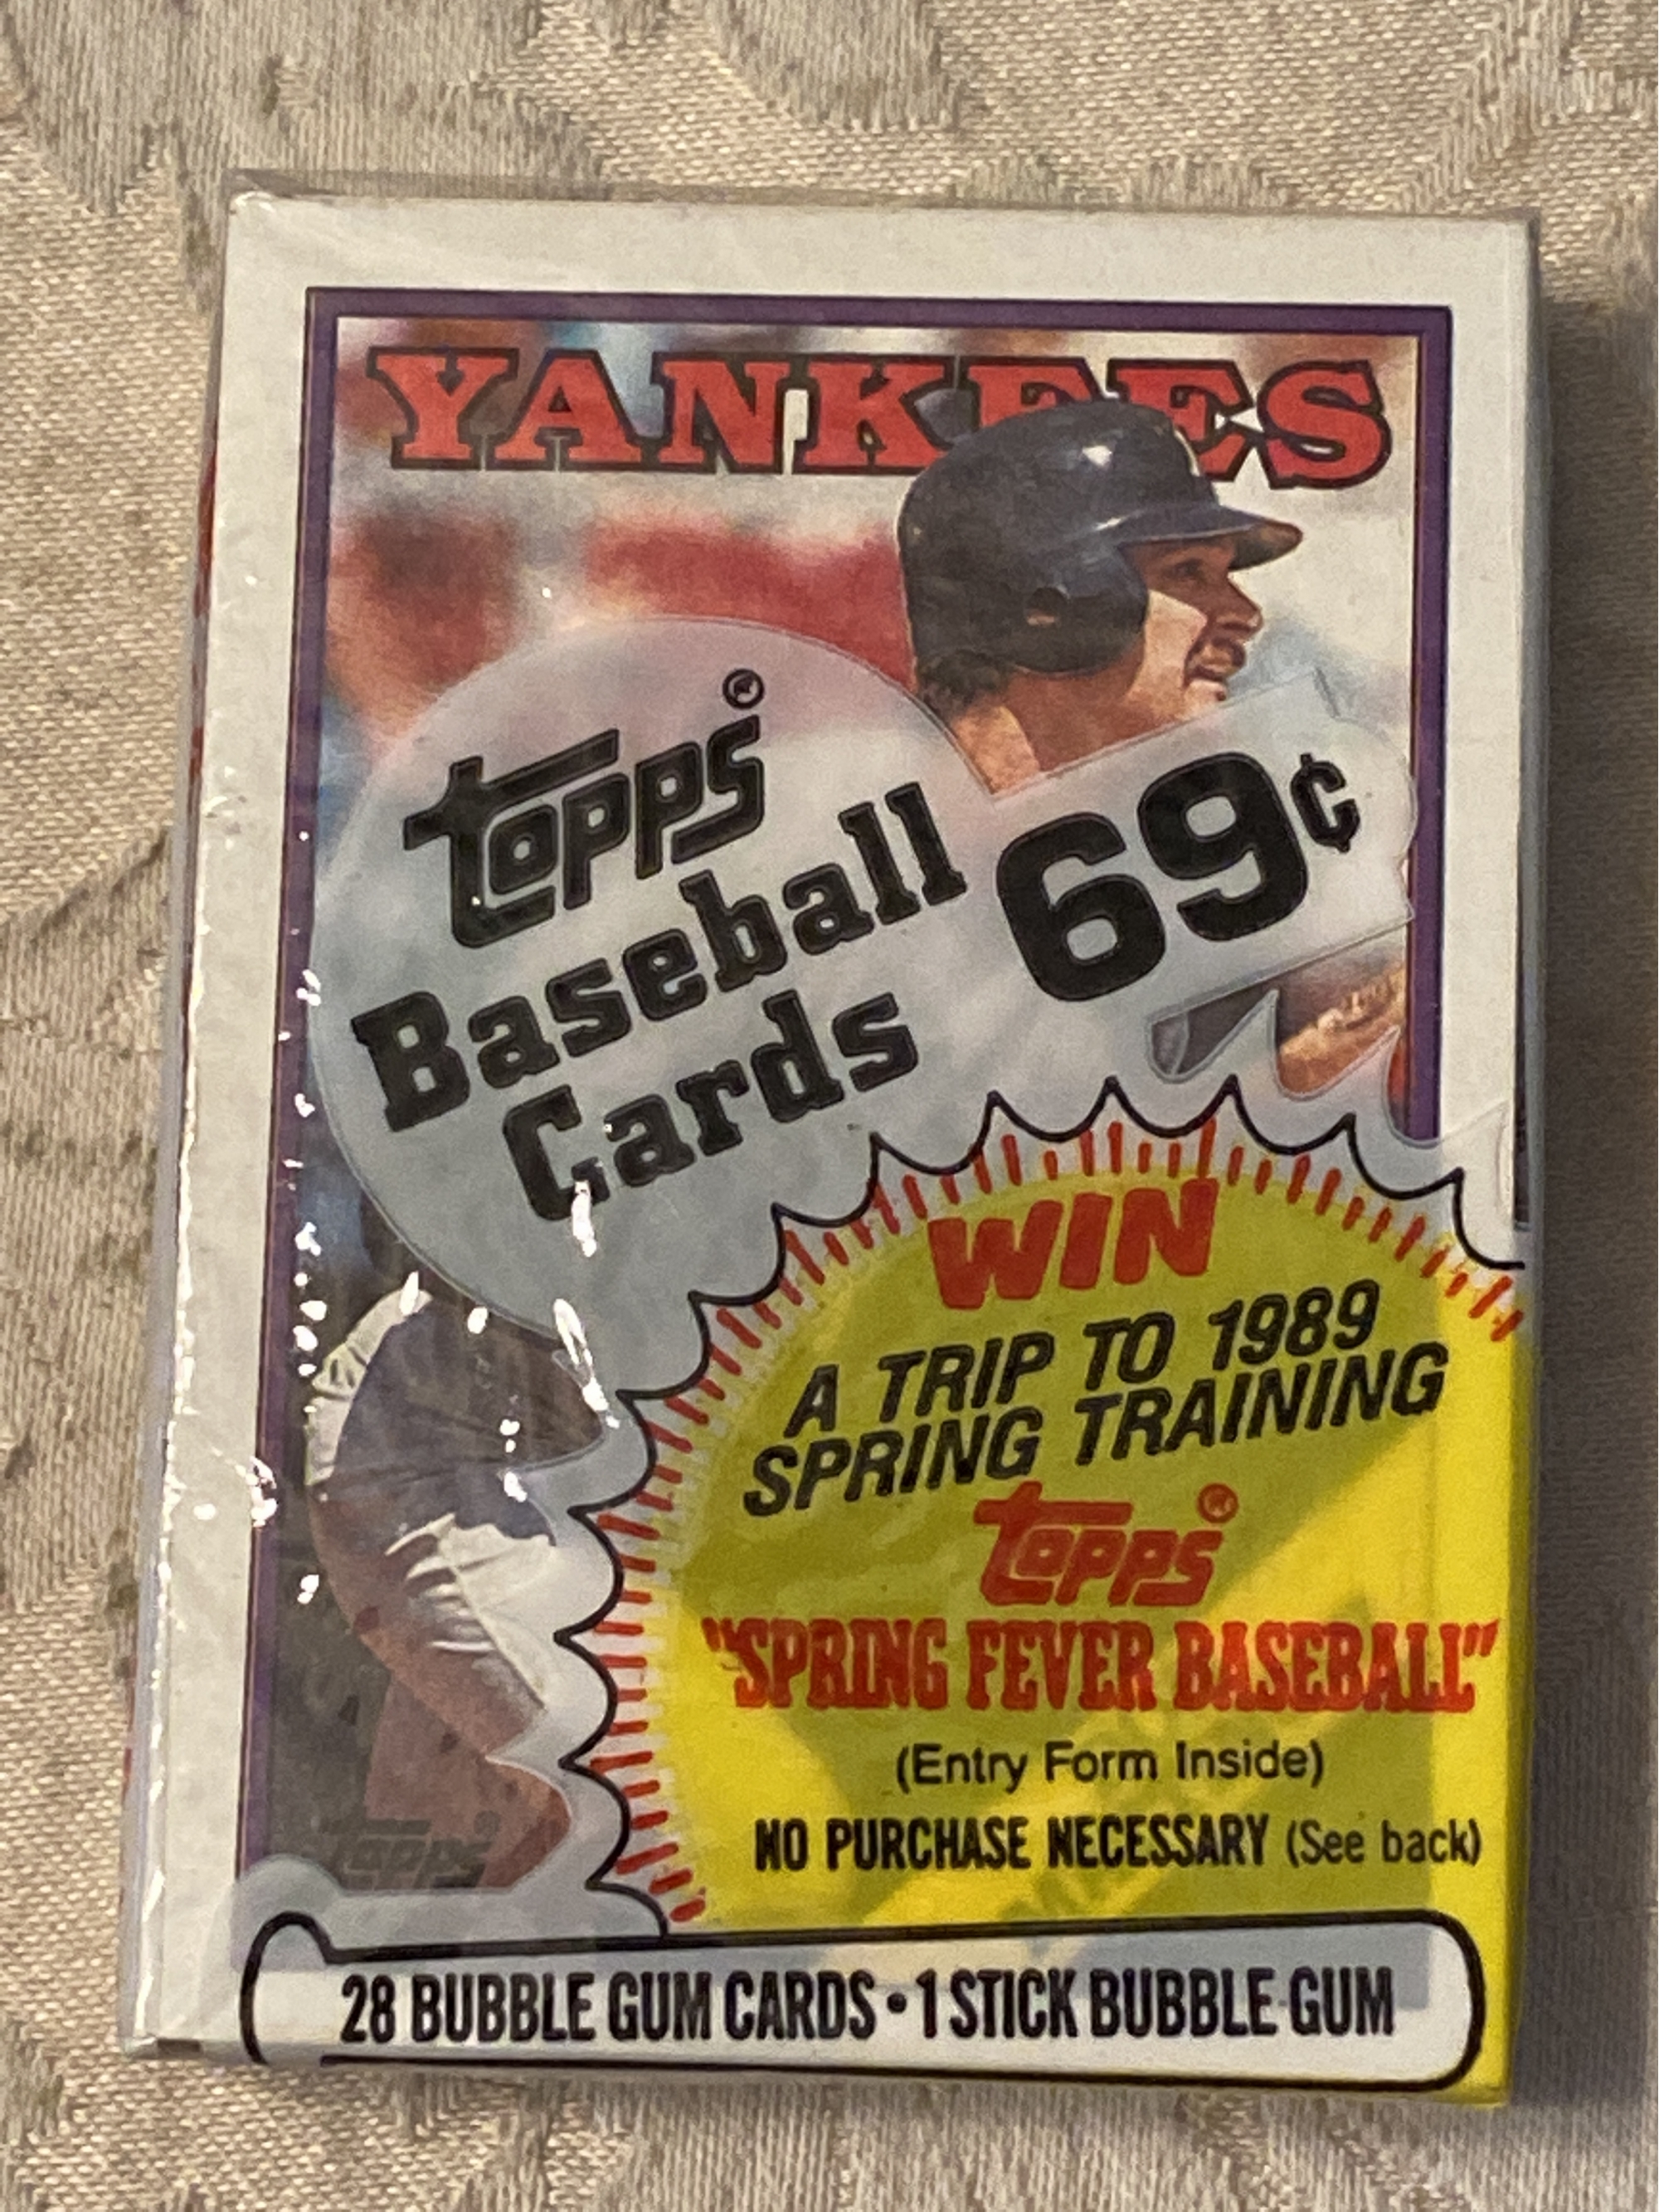 YANKEES
Topps®
Baseball
Cards
69¢
WIN
A TRIP TO 1989
SPRING TRAINING
Topps®
"SPRING FEVER BASEBALL"
(Entry Form Inside)
NO PURCHASE NECESSARY (See back)
Topps
28 BUBBLE GUM CARDS • 1 STICK BUBBLE GUM